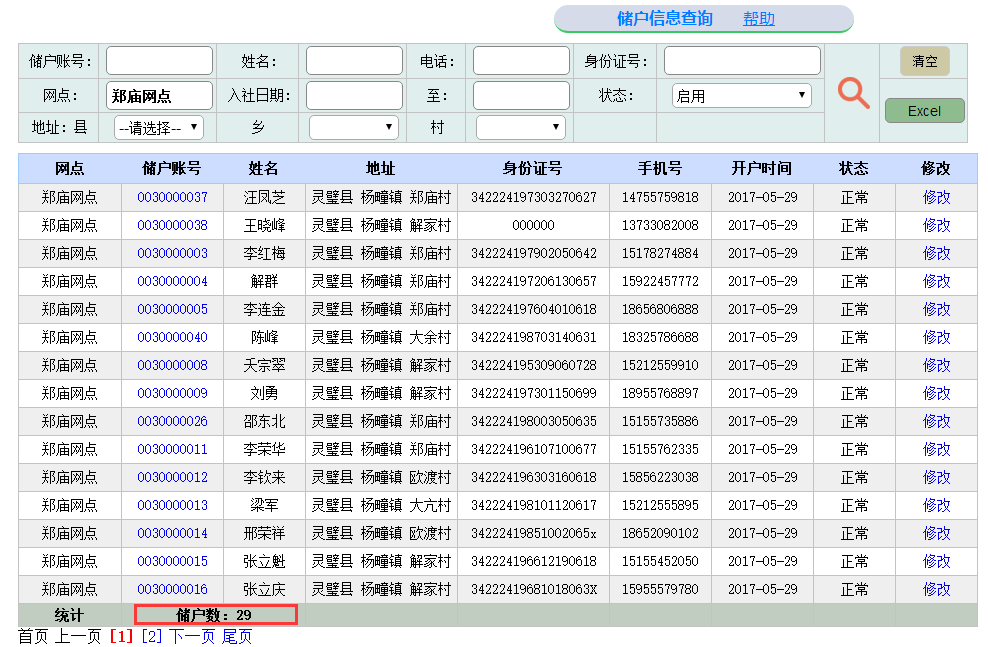 储户信息查询 帮助
储户账号: 姓名: 电话: 身份证号: 清空
网点: 郑庙网点 入社日期: 至: 状态: 启用 Excel
地址: 县 --请选择-- 乡 村
网点 储户账号 姓名 地址 身份证号 手机号 开户时间 状态 修改
郑庙网点 0030000037 汪凤芝 灵璧县 杨疃镇 郑庙村 342224197303270627 14755759818 2017-05-29 正常 修改
郑庙网点 0030000038 王晓峰 灵璧县 杨疃镇 解家村 000000 13733082008 2017-05-29 正常 修改
郑庙网点 0030000003 李红梅 灵璧县 杨疃镇 郑庙村 342224197902050642 15178274884 2017-05-29 正常 修改
郑庙网点 0030000004 解群 灵璧县 杨疃镇 郑庙村 342224197206130657 15922457772 2017-05-29 正常 修改
郑庙网点 0030000005 李连金 灵璧县 杨疃镇 郑庙村 342224197604010618 18656806888 2017-05-29 正常 修改
郑庙网点 0030000040 陈峰 灵璧县 杨疃镇 大余村 342224198703140631 18325786688 2017-05-29 正常 修改
郑庙网点 0030000008 宗翠 灵璧县 杨疃镇 解家村 342224195309060728 15212559910 2017-05-29 正常 修改
郑庙网点 0030000009 刘勇 灵璧县 杨疃镇 解家村 342224197301150699 18955768897 2017-05-29 正常 修改
郑庙网点 0030000026 邵东北 灵璧县 杨疃镇 郑庙村 342224198003050635 15155735886 2017-05-29 正常 修改
郑庙网点 0030000011 李荣华 灵璧县 杨疃镇 郑庙村 342224196107100677 15155762335 2017-05-29 正常 修改
郑庙网点 0030000012 李钦来 灵璧县 杨疃镇 欧渡村 342224196303160618 15856223038 2017-05-29 正常 修改
郑庙网点 0030000013 梁军 灵璧县 杨疃镇 大亢村 342224198101120617 15212555895 2017-05-29 正常 修改
郑庙网点 0030000014 邢荣祥 灵璧县 杨疃镇 欧渡村 34222419851002065x 18652090102 2017-05-29 正常 修改
郑庙网点 0030000015 张立魁 灵璧县 杨疃镇 解家村 342224196612190618 15155452050 2017-05-29 正常 修改
郑庙网点 0030000016 张立庆 灵璧县 杨疃镇 解家村 34222419681018063X 15955579780 2017-05-29 正常 修改
统计 储户数: 29
首页 上一页 [1] [2] 下一页 尾页